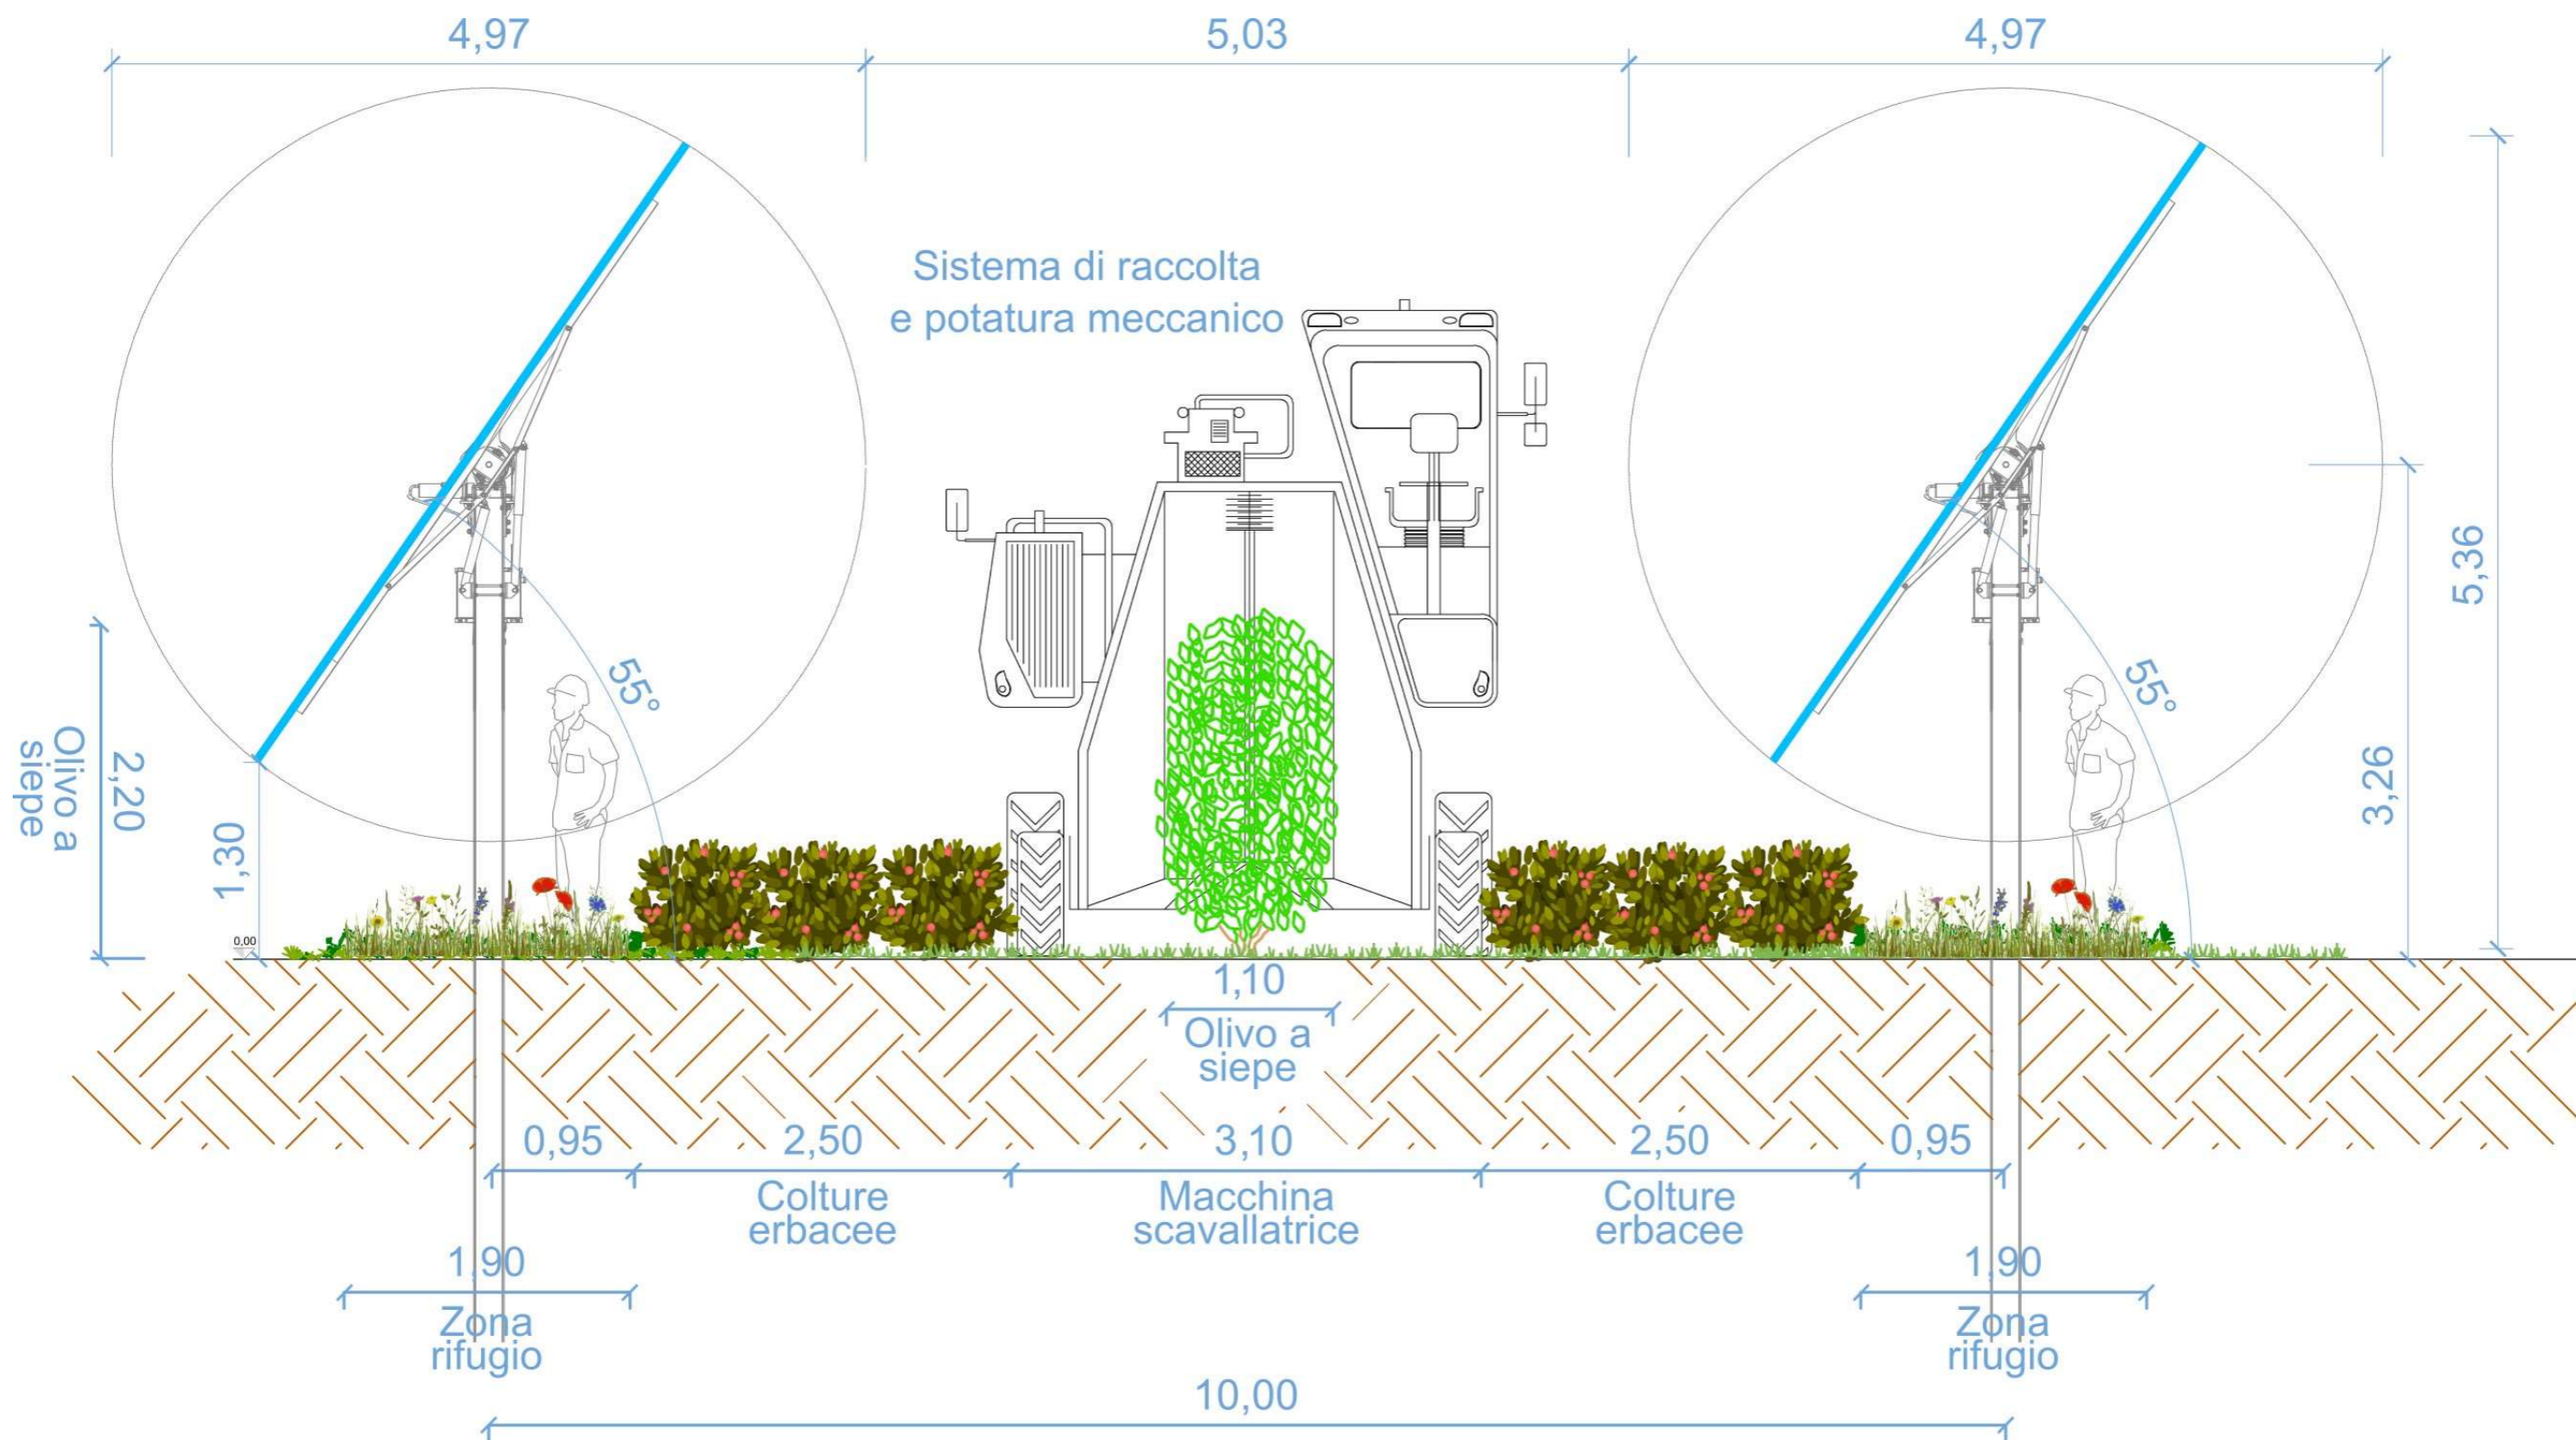 4,97
5,03
4,97
Sistema di raccolta
e potatura meccanico
55°
55°
5,36
3,26
2,20
Olivo a
siepe
1,30
0,00
1,10
Olivo a
siepe
0,95
2,50
3,10
2,50
0,95
Colture
erbacee
Macchina
scavallatrice
Colture
erbacee
1,90
Zona
rifugio
1,90
Zona
rifugio
10,00